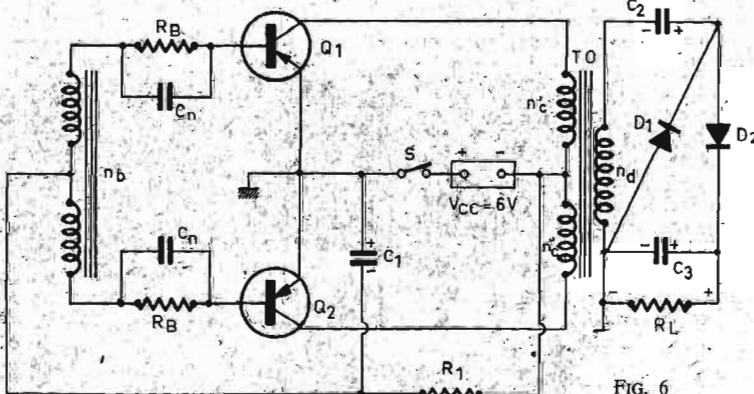 C2
RB
Q1
TO
Cn
n'c
S
+ -
D1
D2
nb
nd
VCC = 6V
Cn
+
C1
-
n'c
- +
C3
RB
Q2
- +
RL
R1
FIG. 6